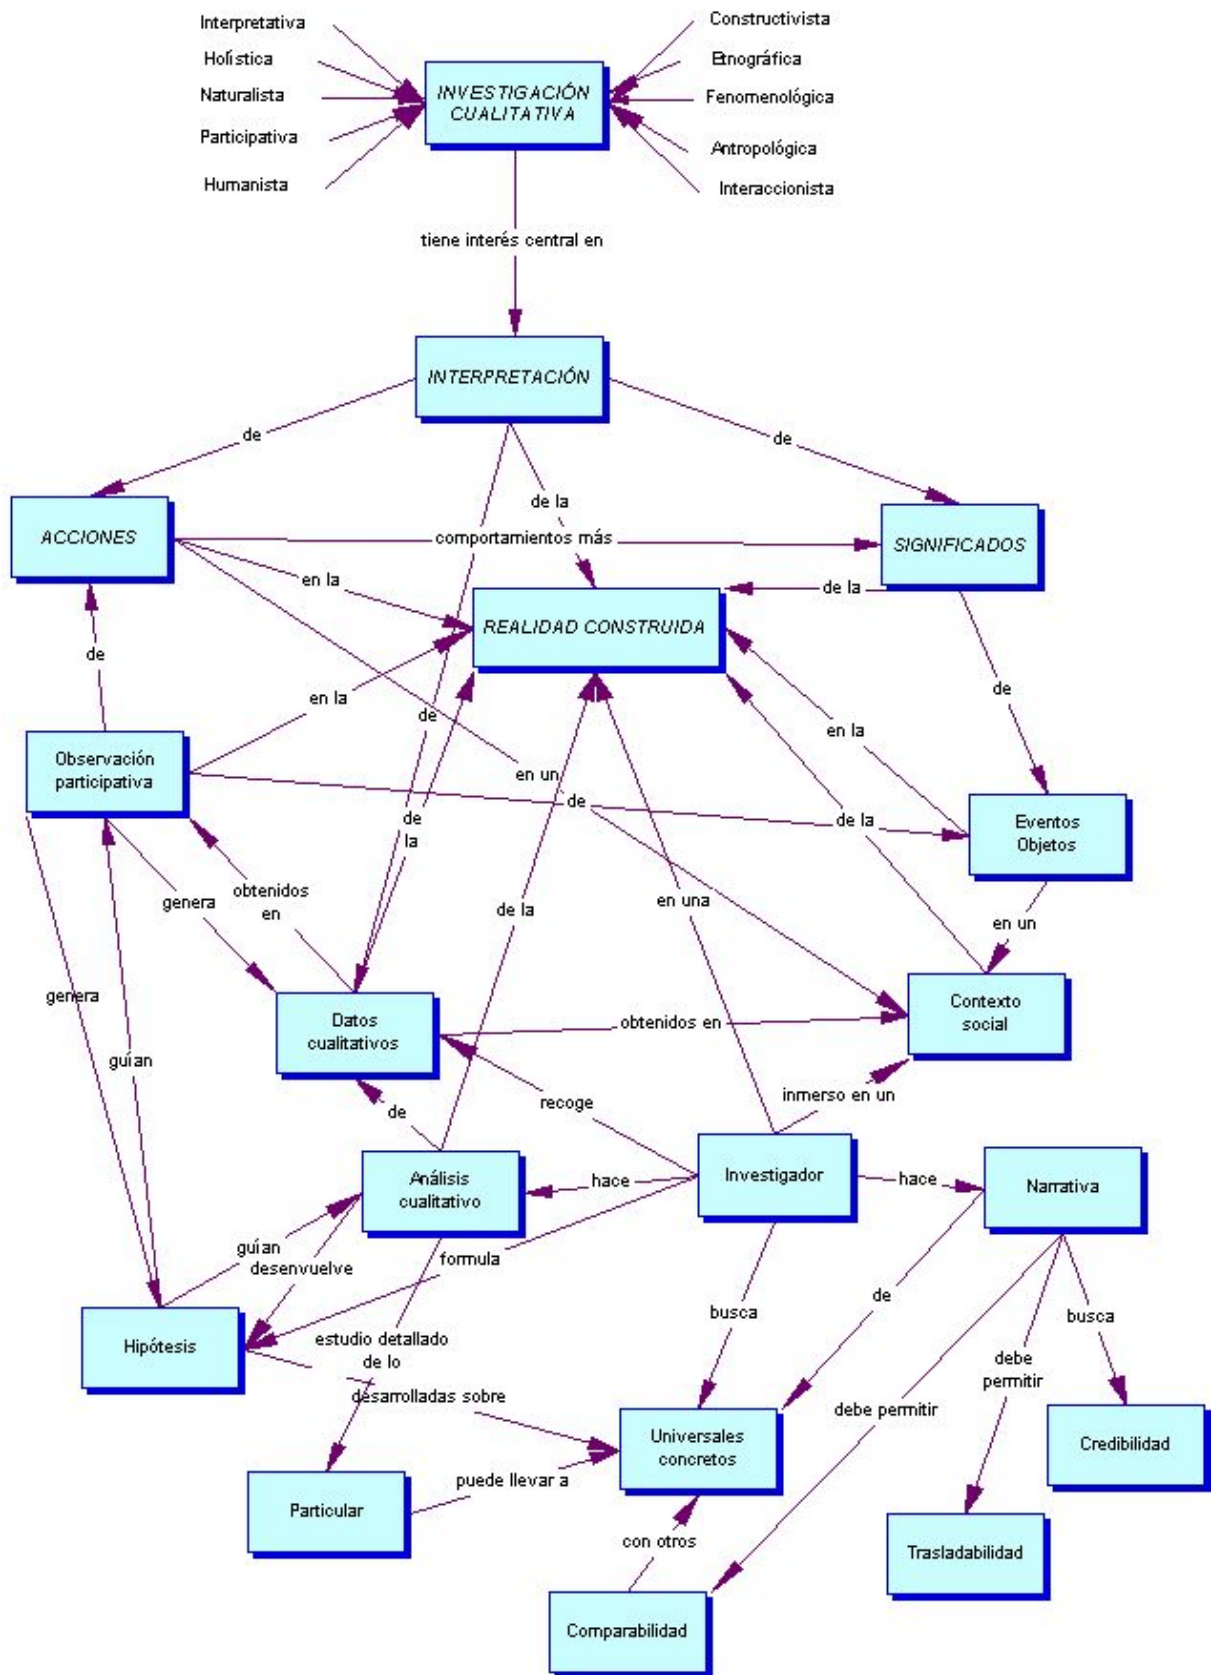 Interpretativa
Constructivista
Holística
Etnográfica
Naturalista
INVESTIGACIÓN
CUALITATIVA
Fenomenológica
Participativa
Antropológica
Humanista
Interaccionista
tiene interés central en
INTERPRETACIÓN
de
de
de la
ACCIONES
comportamientos más
SIGNIFICADOS
en la
de la
REALIDAD CONSTRUIDA
de
en la
de
de
en la
Observación
participativa
en un
de
de
la
de la
Eventos
Objetos
obtenidos
en
genera
de la
en una
en un
genera
Datos
cualitativos
obtenidos en
Contexto
social
guían
de
recoge
inmerso en un
Análisis
cualitativo
hace
Investigador
hace
Narrativa
guían
desenvuelve
formula
Hipótesis
estudio detallado
de lo
busca
de
busca
debe
permitir
desarrolladas sobre
debe permitir
Universales
concretos
Credibilidad
Particular
puede llevar a
con otros
Trasladabilidad
Comparabilidad